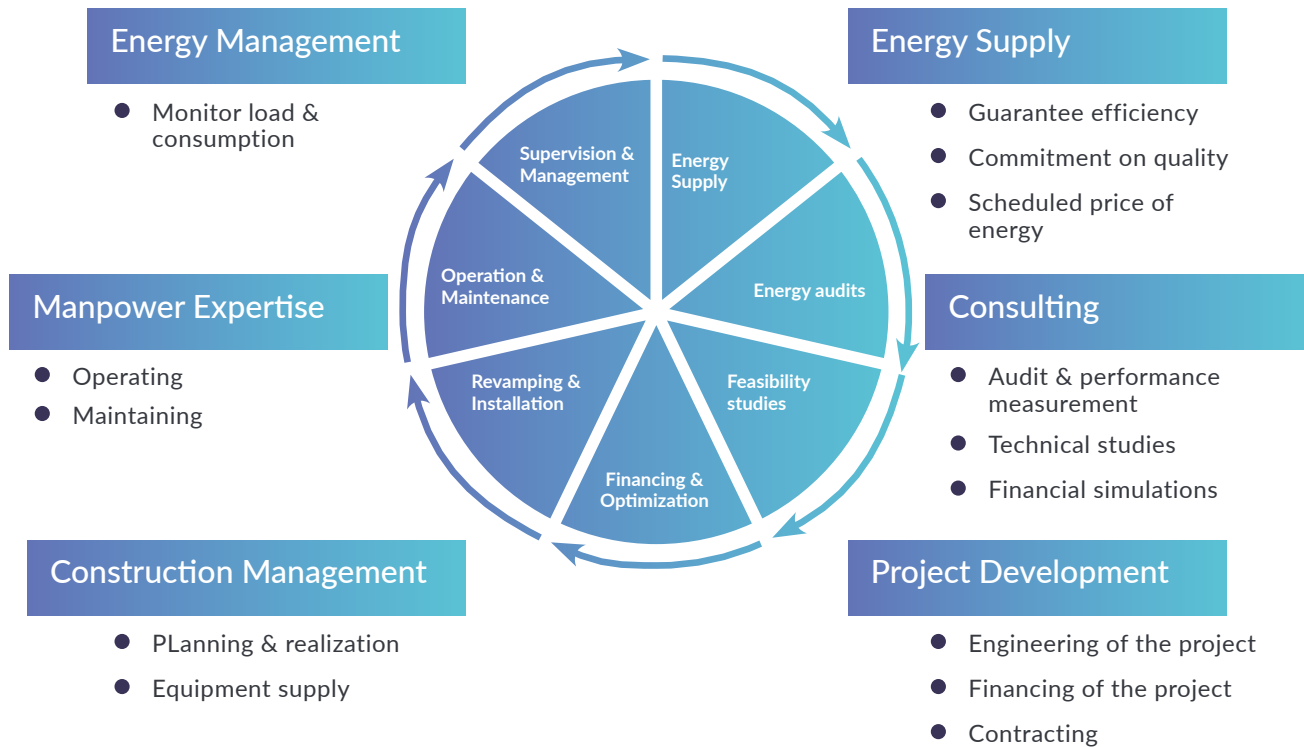 Energy Management
Monitor load &
consumption
Energy Supply
Guarantee efficiency
Commitment on quality
Scheduled price of
energy
Supervision &
Management
Energy
Supply
Operation &
Maintenance
Energy audits
Revamping &
Installation
Feasibility
studies
Financing &
Optimization
Manpower Expertise
Operating
Maintaining
Consulting
Audit & performance
measurement
Technical studies
Financial simulations
Construction Management
PLanning & realization
Equipment supply
Project Development
Engineering of the project
Financing of the project
Contracting